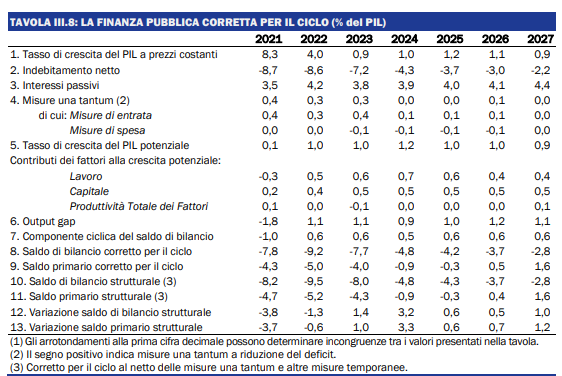 TAVOLA III.8: LA FINANZA PUBBLICA CORRETTA PER IL CICLO (% del PIL)
2021 2022 2023 2024 2025 2026 2027
1. Tasso di crescita del PIL a prezzi costanti 8,3 4,0 0,9 1,0 1,2 1,1 0,9
2. Indebitamento netto -8,7 -8,6 -7,2 -4,3 -3,7 -3,0 -2,2
3. Interessi passivi 3,5 4,2 3,8 3,9 4,0 4,1 4,4
4. Misure una tantum (2) 0,4 0,3 0,3 0,0 0,0 0,1 0,0
di cui: Misure di entrata 0,4 0,3 0,4 0,1 0,1 0,1 0,0
Misure di spesa 0,0 0,0 -0,1 -0,1 -0,1 -0,1 0,0
5. Tasso di crescita del PIL potenziale 0,1 1,0 1,0 1,2 1,0 1,0 0,9
Contributi dei fattori alla crescita potenziale:
Lavoro -0,3 0,5 0,6 0,7 0,6 0,4 0,4
Capitale 0,2 0,4 0,5 0,5 0,5 0,5 0,5
Produttività Totale dei Fattori 0,1 0,0 -0,1 0,0 0,0 0,0 0,1
6. Output gap -1,8 1,1 1,1 0,9 1,0 1,2 1,1
7. Componente ciclica del saldo di bilancio -1,0 0,6 0,6 0,5 0,6 0,6 0,6
8. Saldo di bilancio corretto per il ciclo -7,8 -9,2 -7,7 -4,8 -4,2 -3,7 -2,8
9. Saldo primario corretto per il ciclo -4,3 -5,0 -4,0 -0,9 -0,3 0,5 1,6
10. Saldo di bilancio strutturale (3) -8,2 -9,5 -8,0 -4,8 -4,3 -3,7 -2,8
11. Saldo primario strutturale (3) -4,7 -5,2 -4,3 -0,9 -0,3 0,4 1,6
12. Variazione saldo di bilancio strutturale -3,8 -1,3 1,4 3,2 0,6 0,5 1,0
13. Variazione saldo primario strutturale -3,7 -0,6 1,0 3,3 0,6 0,7 1,2
(1) Gli arrotondamenti alla prima cifra decimale possono determinare incongruenze tra i valori presentati nella tavola.
(2) Il segno positivo indica misure una tantum a riduzione del deficit.
(3) Corretto per il ciclo al netto delle misure una tantum e altre misure temporanee.